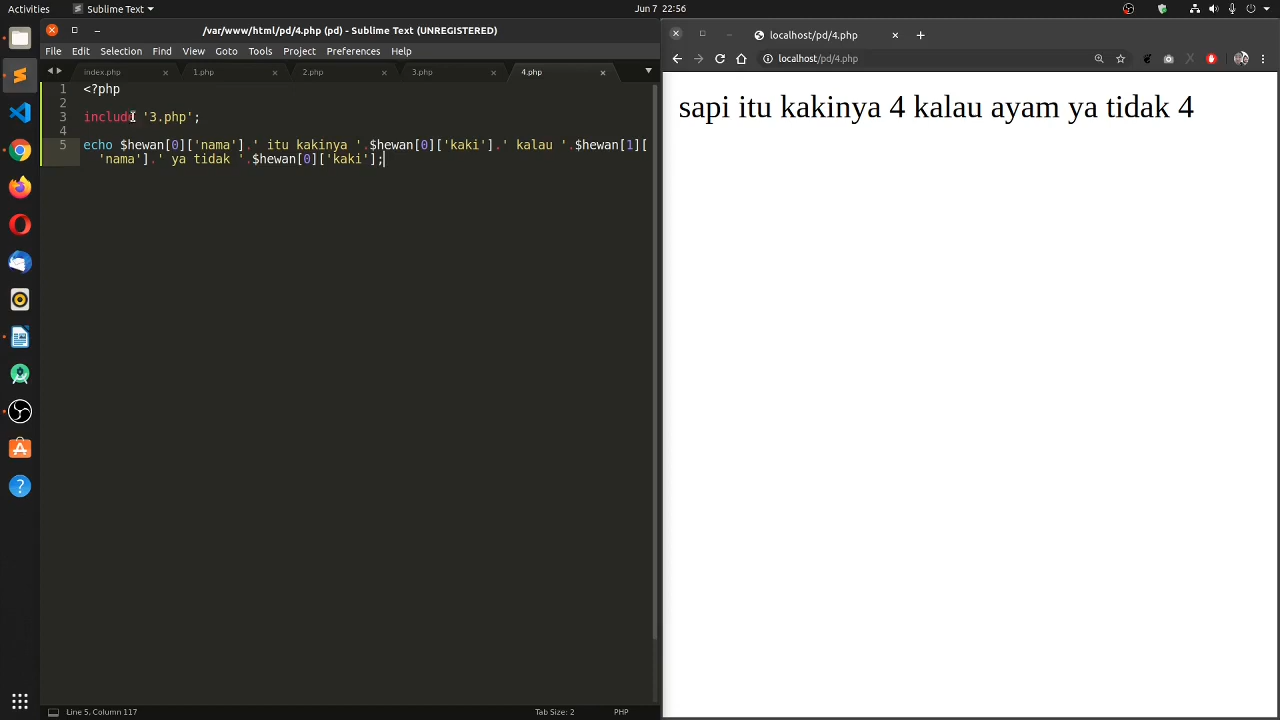 Activities
Sublime Text
Jun 7 22:56
/var/www/html/pd/4.php (pd) - Sublime Text (UNREGISTERED)
File Edit Selection Find View Goto Tools Project Preferences Help
index.php 1.php 2.php 3.php 4.php
1 <?php
2
3 include '3.php';
4
5 echo $hewan[0]['nama'].' itu kakinya '.$hewan[0]['kaki'].' kalau '.$hewan[1][
'nama'].' ya tidak '.$hewan[0]['kaki'];
Line 5, Column 117
Tab Size: 2
PHP
localhost/pd/4.php
localhost/pd/4.php
sapi itu kakinya 4 kalau ayam ya tidak 4